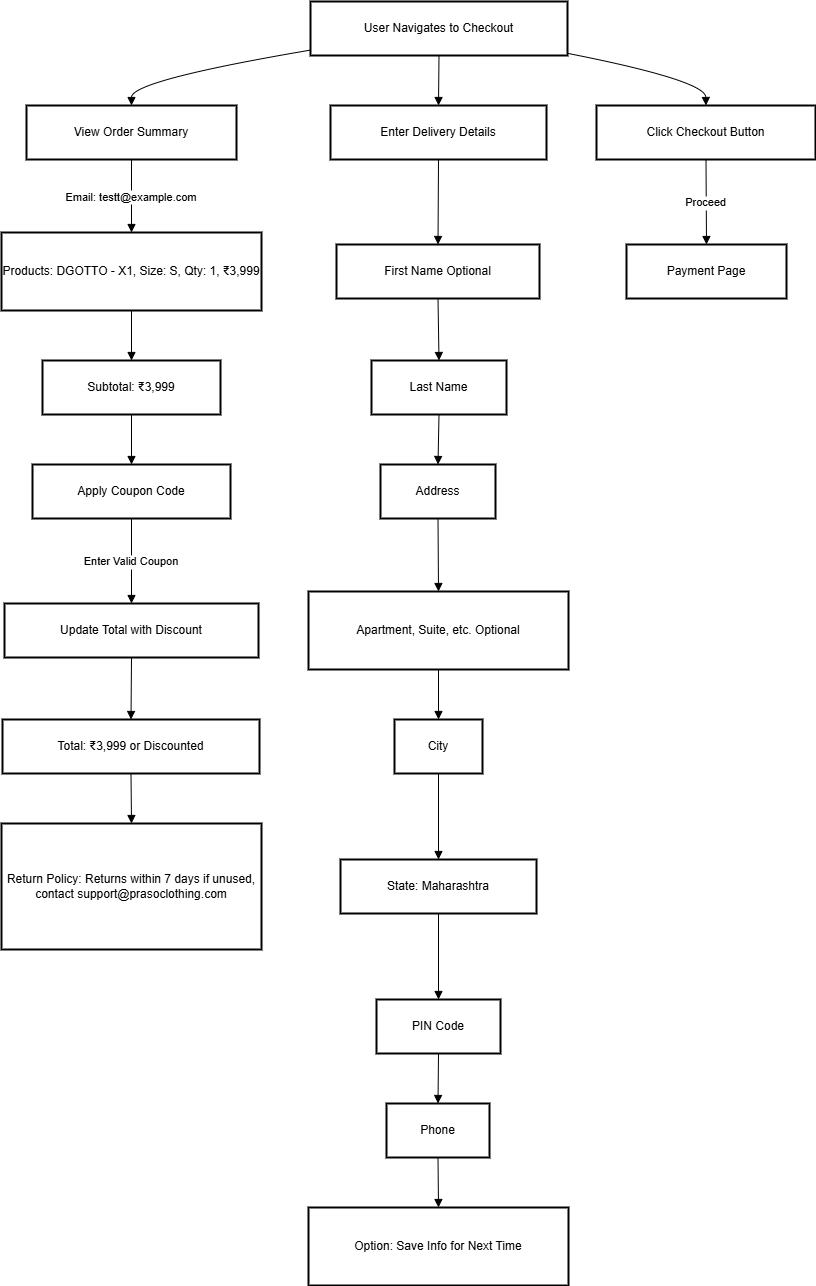 User Navigates to Checkout
View Order Summary
Enter Delivery Details
Click Checkout Button
Email: testt@example.com
Proceed
Products: DGOTTO - X1, Size: S, Qty: 1, ₹3,999
First Name Optional
Payment Page
Subtotal: ₹3,999
Last Name
Apply Coupon Code
Address
Enter Valid Coupon
Update Total with Discount
Apartment, Suite, etc. Optional
Total: ₹3,999 or Discounted
City
Return Policy: Returns within 7 days if unused,
contact support@prasoclothing.com
State: Maharashtra
PIN Code
Phone
Option: Save Info for Next Time